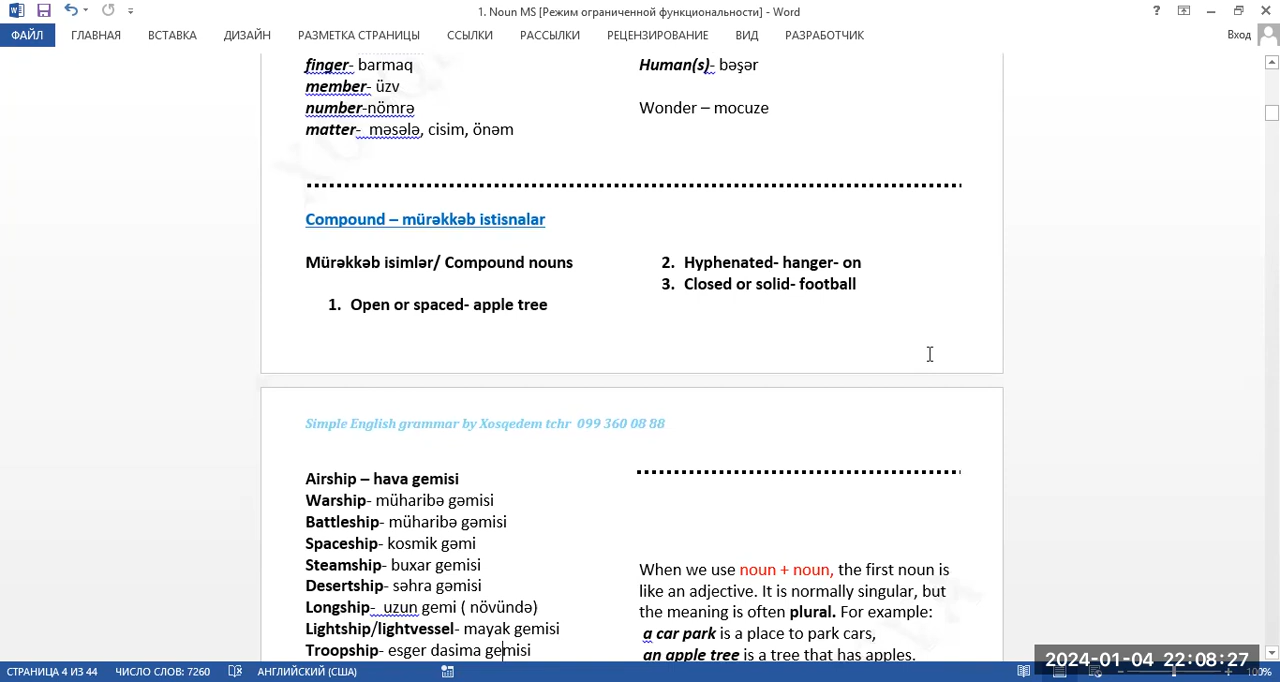 1. Noun MS [Режим ограниченной функциональности] - Word
ФАЙЛ ГЛАВНАЯ ВСТАВКА ДИЗАЙН РАЗМЕТКА СТРАНИЦЫ ССЫЛКИ РАССЫЛКИ РЕЦЕНЗИРОВАНИЕ ВИД РАЗРАБОТЧИК Вход
finger- barmaq
member- üzv
number-nömrə
matter- məsələ, cisim, önəm
Human(s)- bəşər
Wonder – mocuze
Compound – mürəkkəb istisnalar
Mürəkkəb isimlər/ Compound nouns
1. Open or spaced- apple tree
2. Hyphenated- hanger- on
3. Closed or solid- football
Simple English grammar by Xosqedem tchr 099 360 08 88
Airship – hava gemisi
Warship- müharibə gəmisi
Battleship- müharibə gəmisi
Spaceship- kosmik gəmi
Steamship- buxar gemisi
Desertship- səhra gəmisi
Longship- uzun gemi ( növündə)
Lightship/lightvessel- mayak gemisi
Troopship- esger dasima gemisi
When we use noun + noun, the first noun is
like an adjective. It is normally singular, but
the meaning is often plural. For example:
a car park is a place to park cars,
an apple tree is a tree that has apples.
2024-01-04 22:08:27
СТРАНИЦА 4 ИЗ 44 ЧИСЛО СЛОВ: 7260 АНГЛИЙСКИЙ (США) 100%